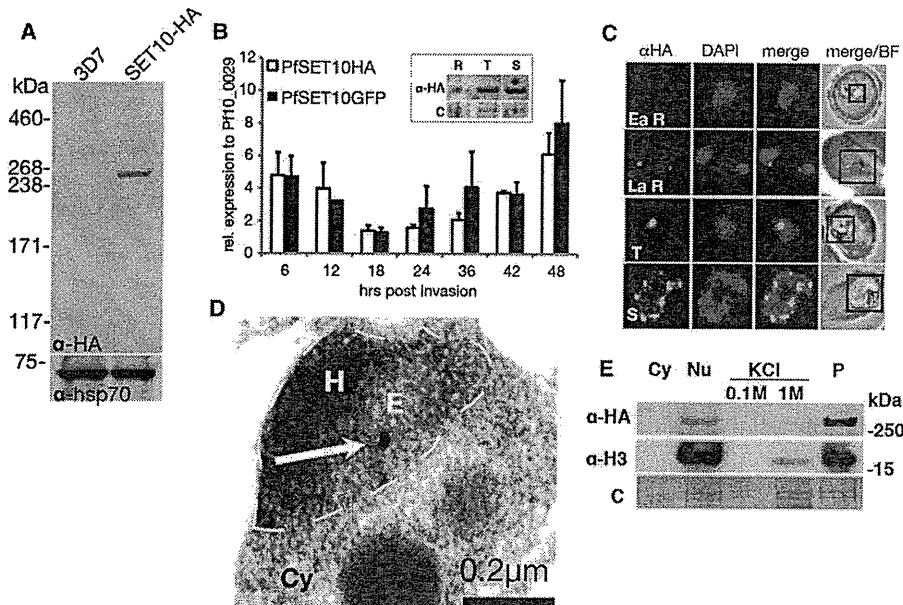 A
3D7
SET10-HA
kDa
460-
268-
238-
171-
117-
75-
α-HA
α-hsp70
B
rel. expression to Pf10_0029
12
10
8
6
4
2
0
PfSET10HA
PfSET10GFP
R T S
α-HA
C
6 12 18 24 36 42 48
hrs post invasion
C
αHA DAPI merge merge/BF
Ea R
La R
T
S
D
H
E
Cy
0.2μm
E
Cy Nu KCl P
0.1M 1M
kDa
α-HA
-250
α-H3
-15
C